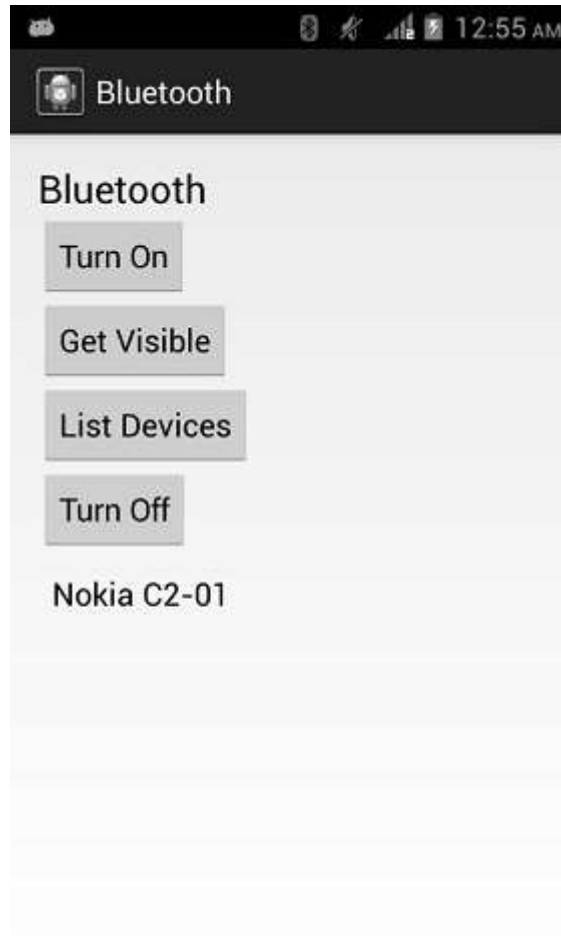 12:55 AM
Bluetooth
Bluetooth
Turn On
Get Visible
List Devices
Turn Off
Nokia C2-01